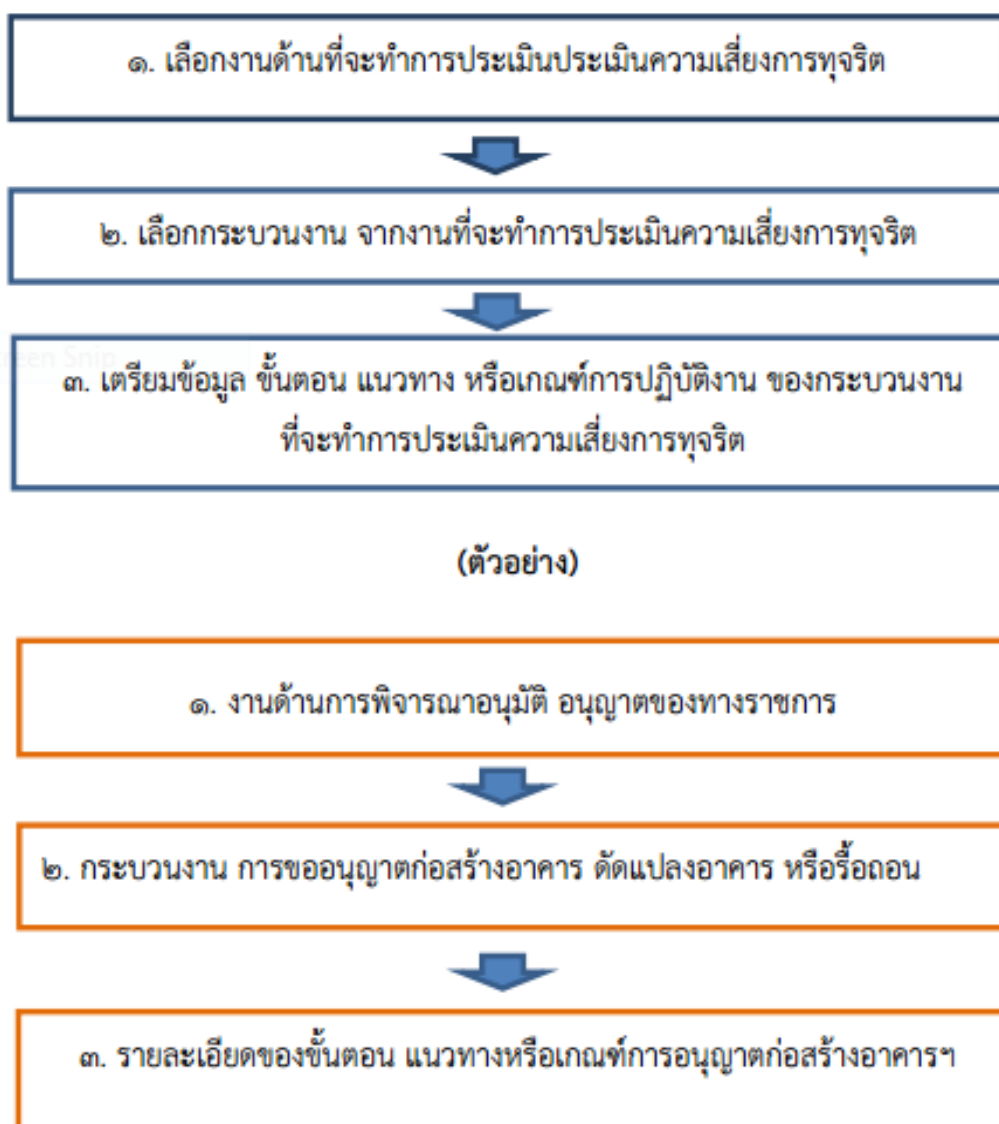 ๑. เลือกงานด้านที่จะทำการประเมินประเมินความเสี่ยงการทุจริต
๒. เลือกกระบวนงาน จากงานที่จะทำการประเมินความเสี่ยงการทุจริต
๓. เตรียมข้อมูล ขั้นตอน แนวทาง หรือเกณฑ์การปฏิบัติงาน ของกระบวนงาน
ที่จะทำการประเมินความเสี่ยงการทุจริต
(ตัวอย่าง)
๑. งานด้านการพิจารณาอนุมัติ อนุญาตของทางราชการ
๒. กระบวนงาน การขออนุญาตก่อสร้างอาคาร ดัดแปลงอาคาร หรือรื้อถอน
๓. รายละเอียดของขั้นตอน แนวทางหรือเกณฑ์การอนุญาตก่อสร้างอาคารฯ